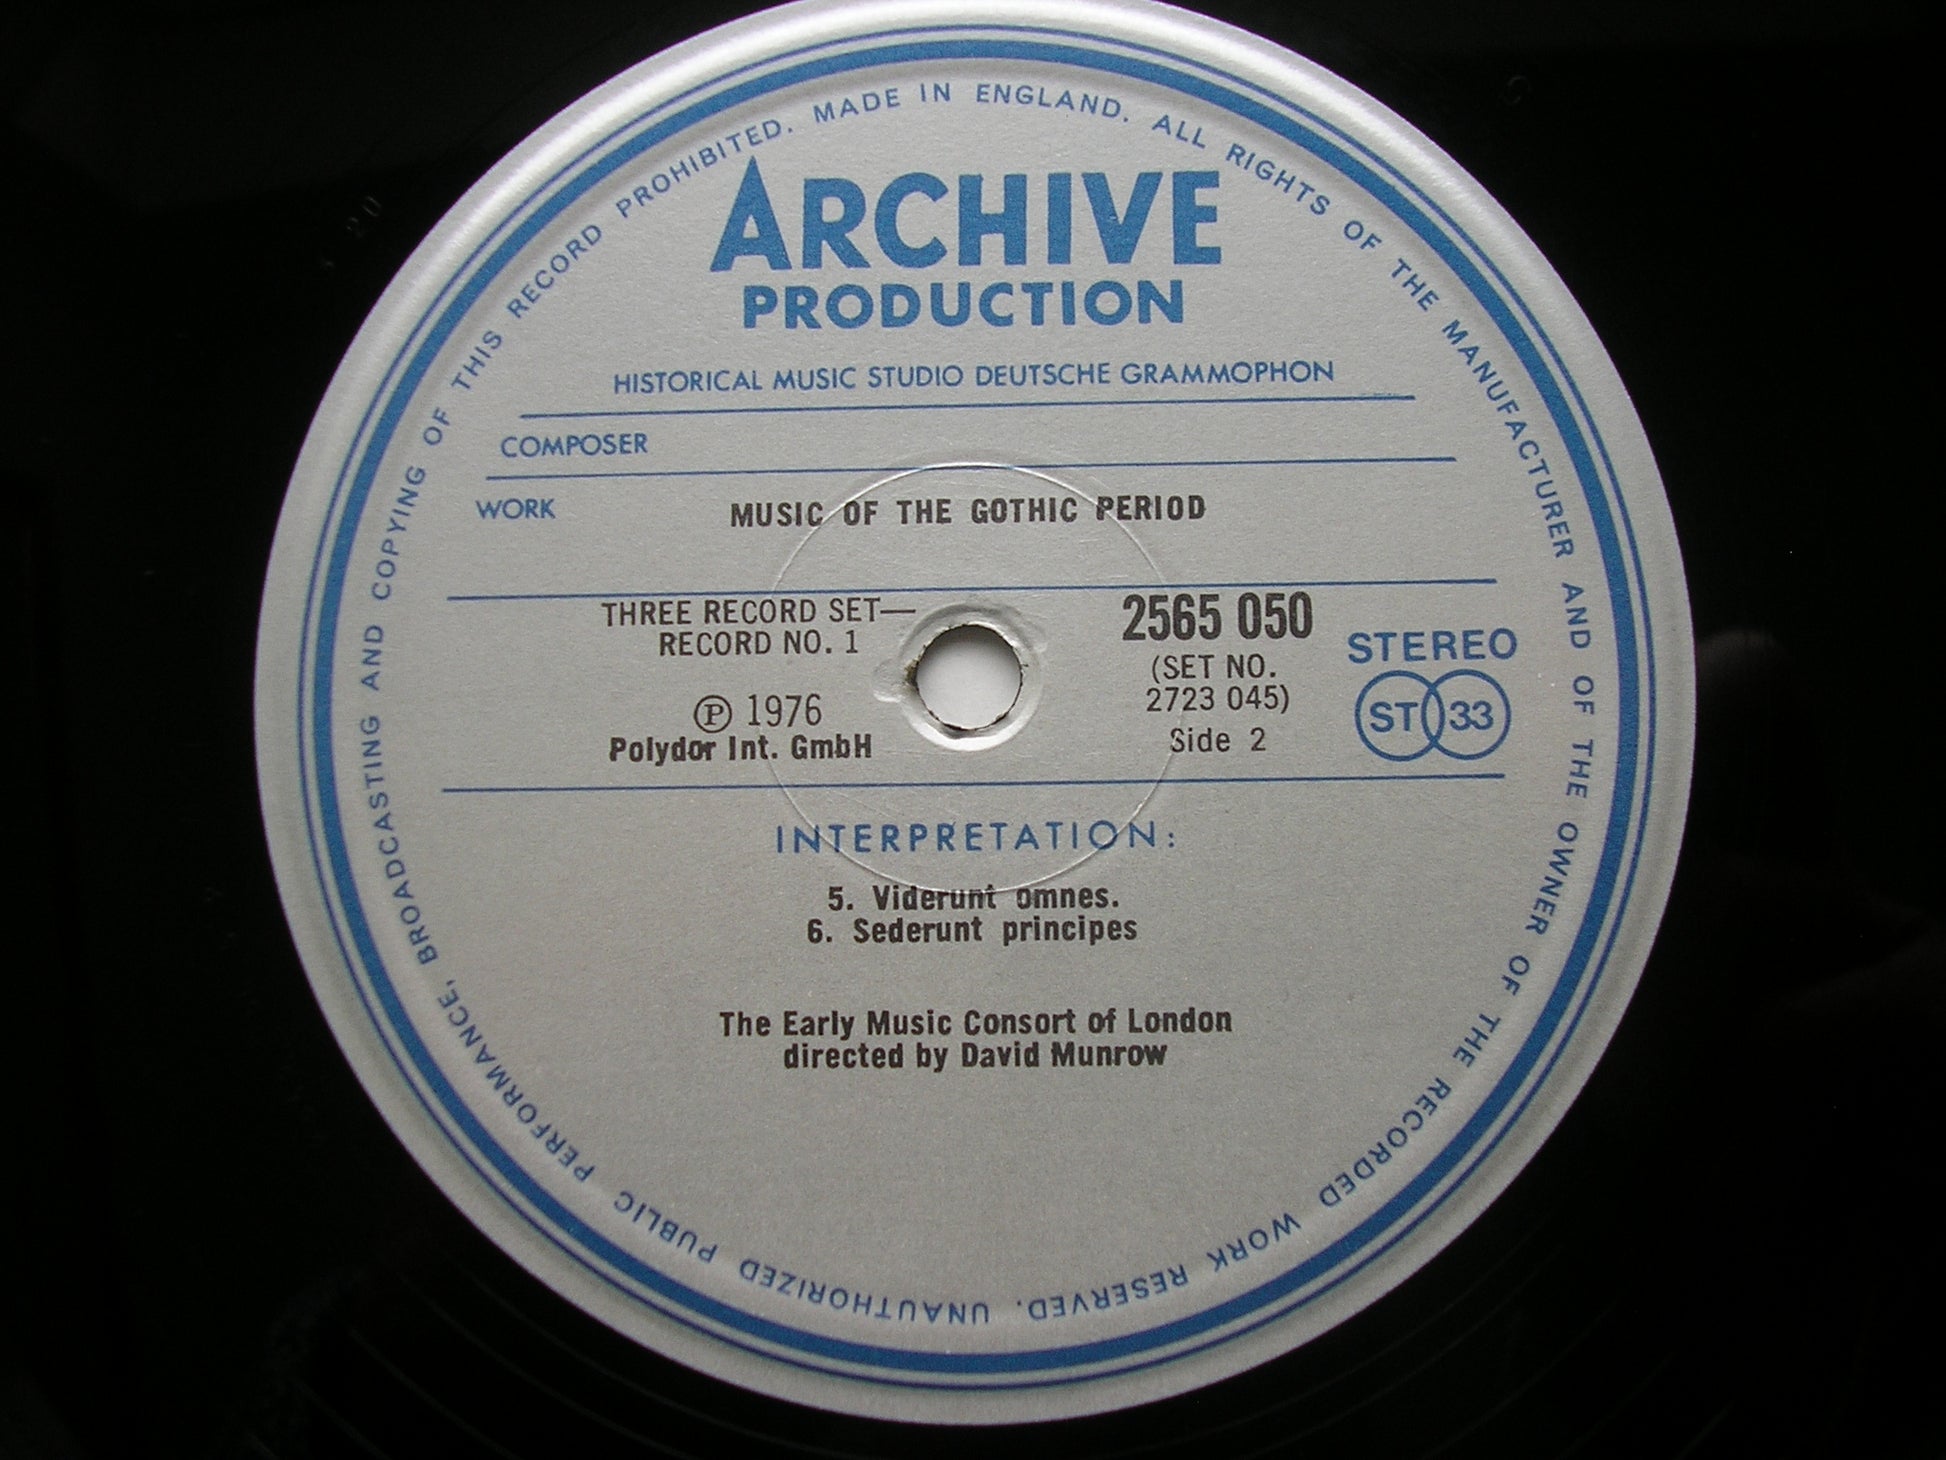 MADE IN ENGLAND. ALL RIGHTS OF THE MANUFACTURER AND OF THE OWNER OF THE RECORDED WORK RESERVED. UNAUTHORIZED PUBLIC PERFORMANCE, BROADCASTING AND COPYING OF THIS RECORD PROHIBITED.
ARCHIVE
PRODUCTION
HISTORICAL MUSIC STUDIO DEUTSCHE GRAMMOPHON
COMPOSER
WORK MUSIC OF THE GOTHIC PERIOD
THREE RECORD SET—
RECORD NO. 1
℗ 1976
Polydor Int. GmbH
2565 050
(SET NO.
2723 045)
Side 2
STEREO
ST 33
INTERPRETATION:
5. Viderunt omnes.
6. Sederunt principes
The Early Music Consort of London
directed by David Munrow